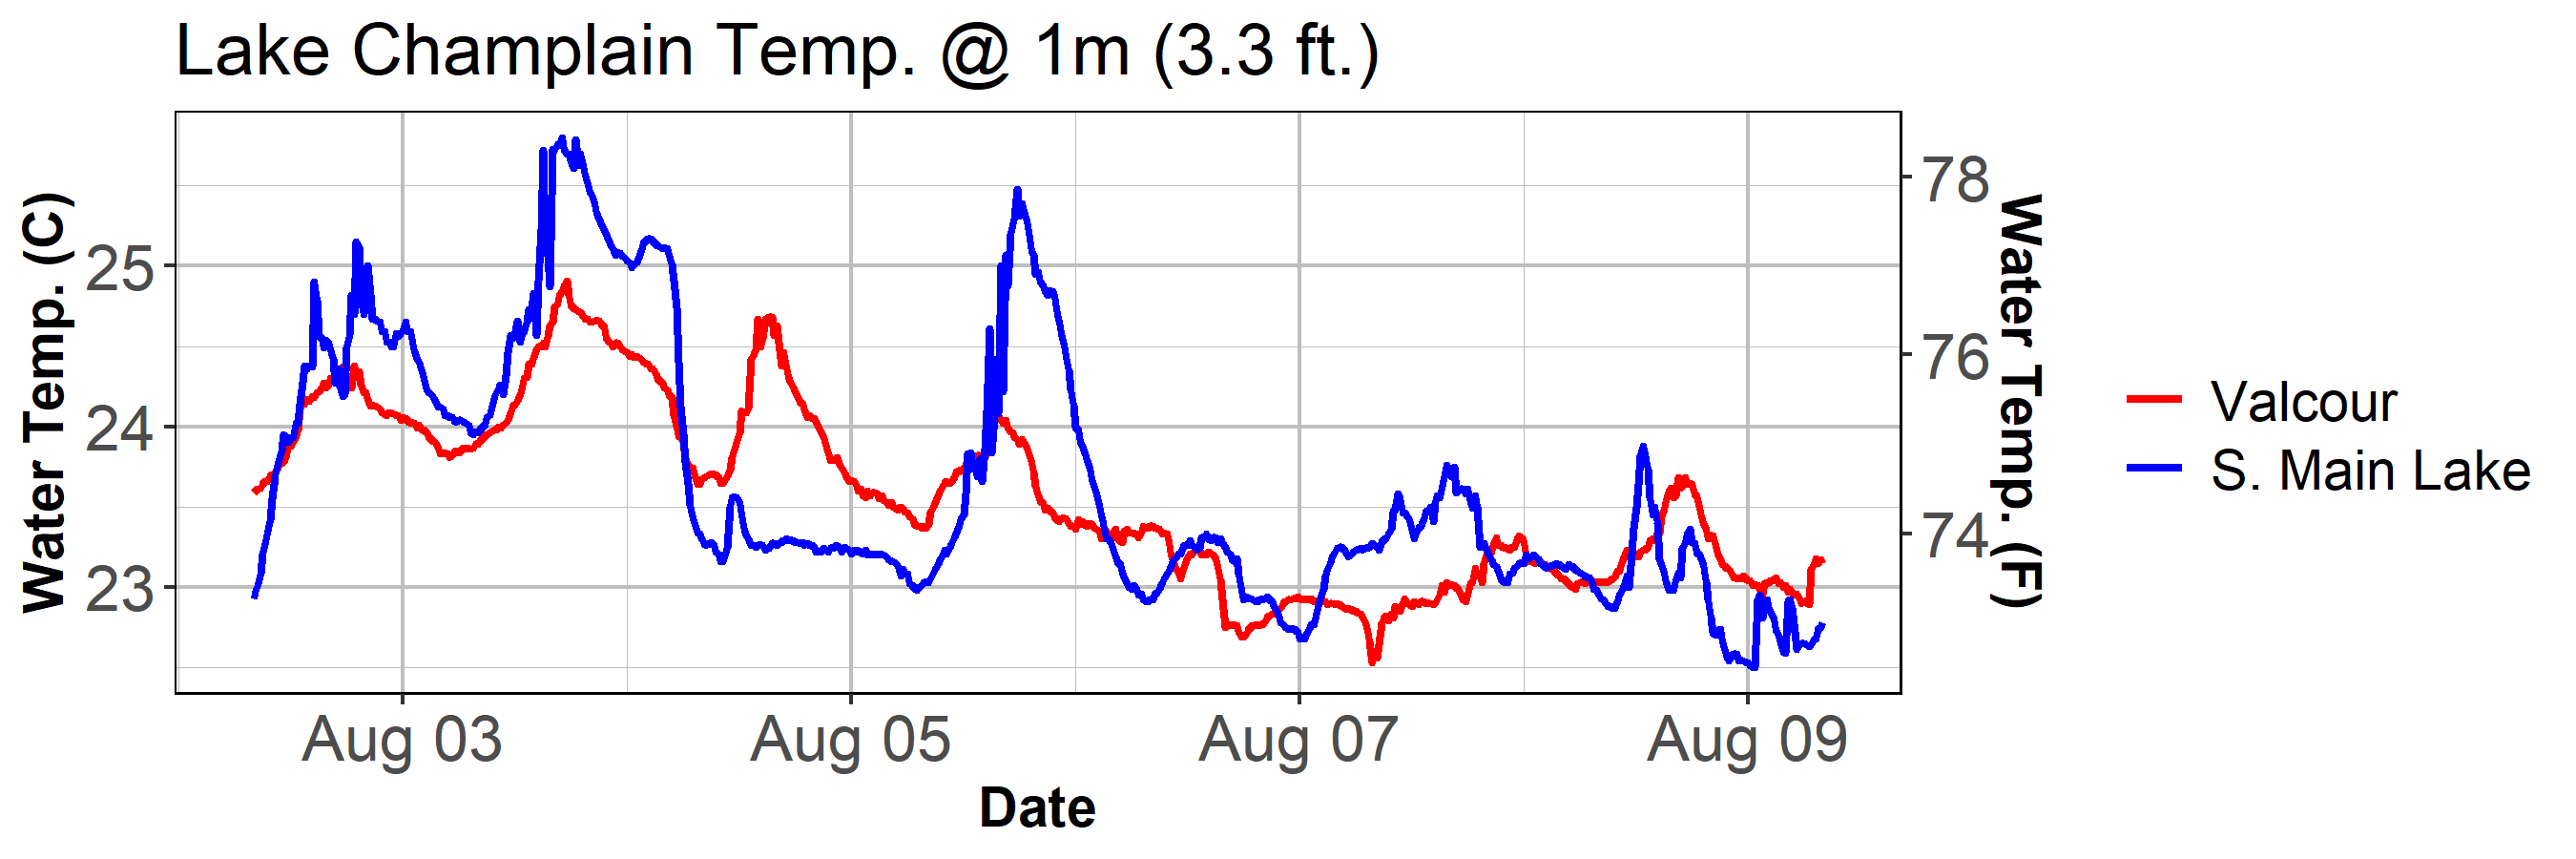 Lake Champlain Temp. @ 1m (3.3 ft.)
Water Temp. (C)
25
24
23
78
76
74
Water Temp. (F)
Aug 03
Aug 05
Aug 07
Aug 09
Date
Valcour
S. Main Lake